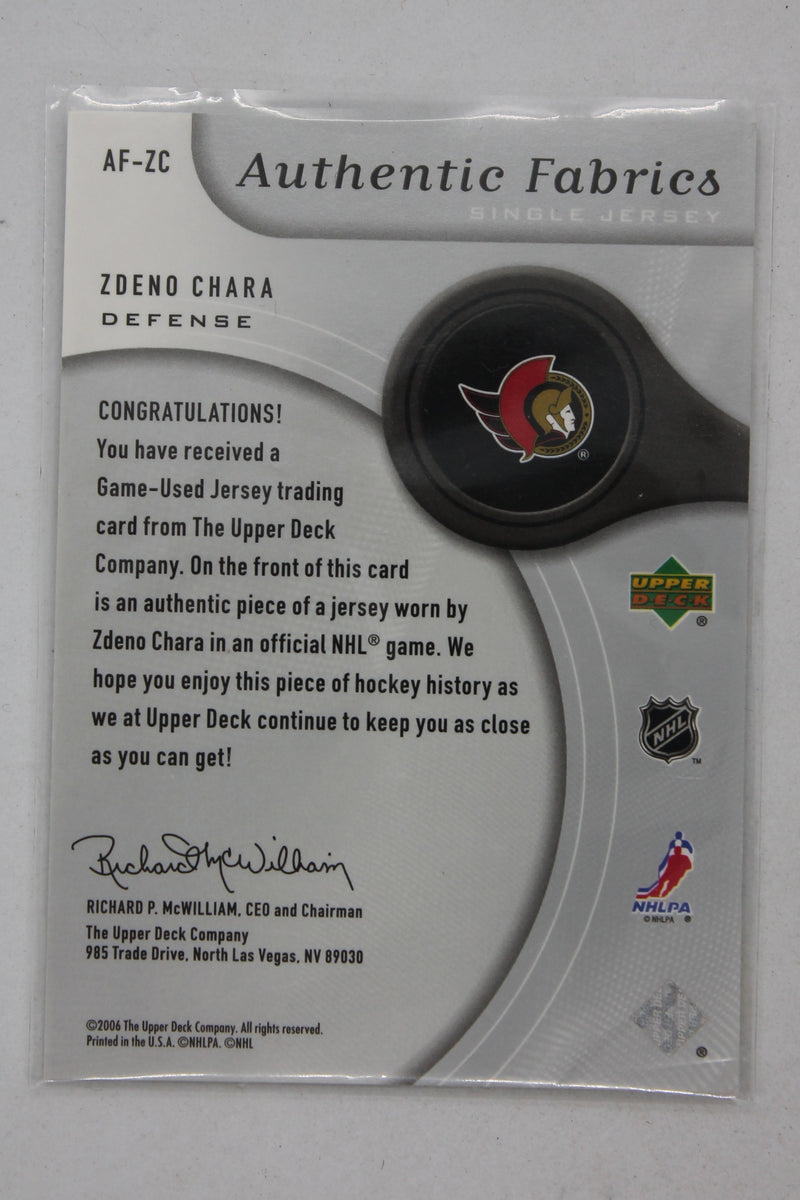 AF-ZC
Authentic Fabrics
SINGLE JERSEY
ZDENO CHARA
DEFENSE
CONGRATULATIONS!
You have received a
Game-Used Jersey trading
card from The Upper Deck
Company. On the front of this card
is an authentic piece of a jersey worn by
Zdeno Chara in an official NHL® game. We
hope you enjoy this piece of hockey history as
we at Upper Deck continue to keep you as close
as you can get!
®
UPPER
DECK
®
NHL
™
NHLPA
© NHLPA ®
®
Richard McWilliam
RICHARD P. McWILLIAM, CEO and Chairman
The Upper Deck Company
985 Trade Drive, North Las Vegas, NV 89030
©2006 The Upper Deck Company. All rights reserved.
Printed in the U.S.A. ©NHLPA. ©NHL